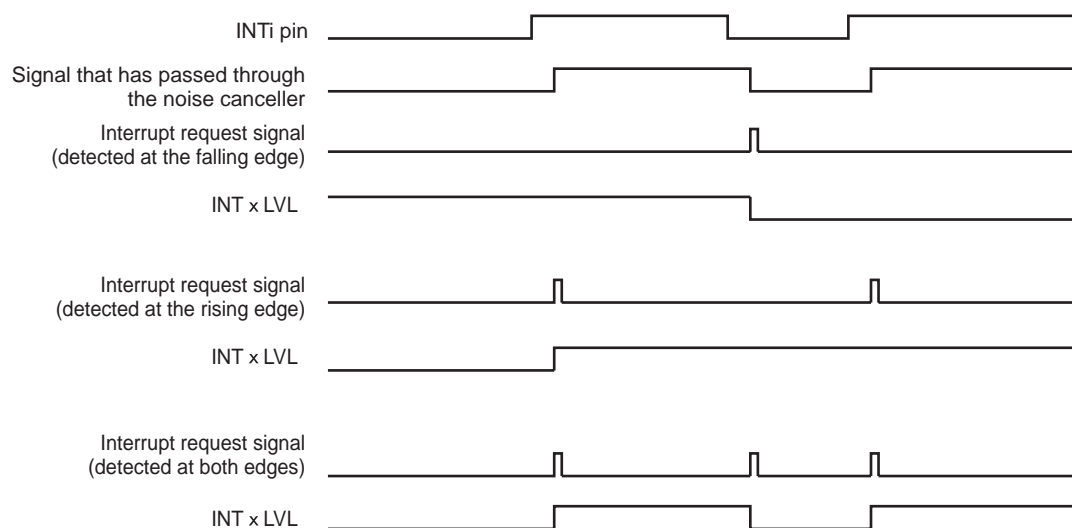 INTi pin
Signal that has passed through
the noise canceller
Interrupt request signal
(detected at the falling edge)
INT x LVL
Interrupt request signal
(detected at the rising edge)
INT x LVL
Interrupt request signal
(detected at both edges)
INT x LVL